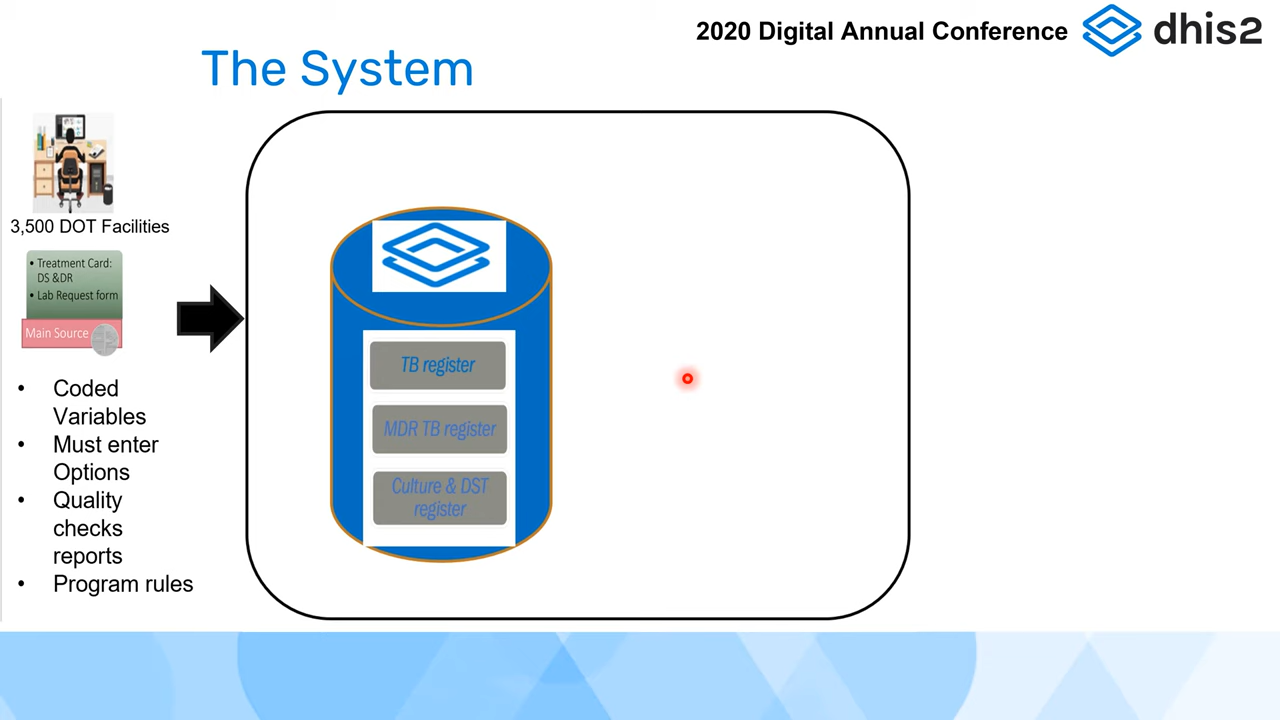 2020 Digital Annual Conference
dhis2
The System
3,500 DOT Facilities
• Treatment Card:
DS &DR
• Lab Request form
Main Source
• Coded
Variables
• Must enter
Options
• Quality
checks
reports
• Program rules
TB register
MDR TB register
Culture & DST
register